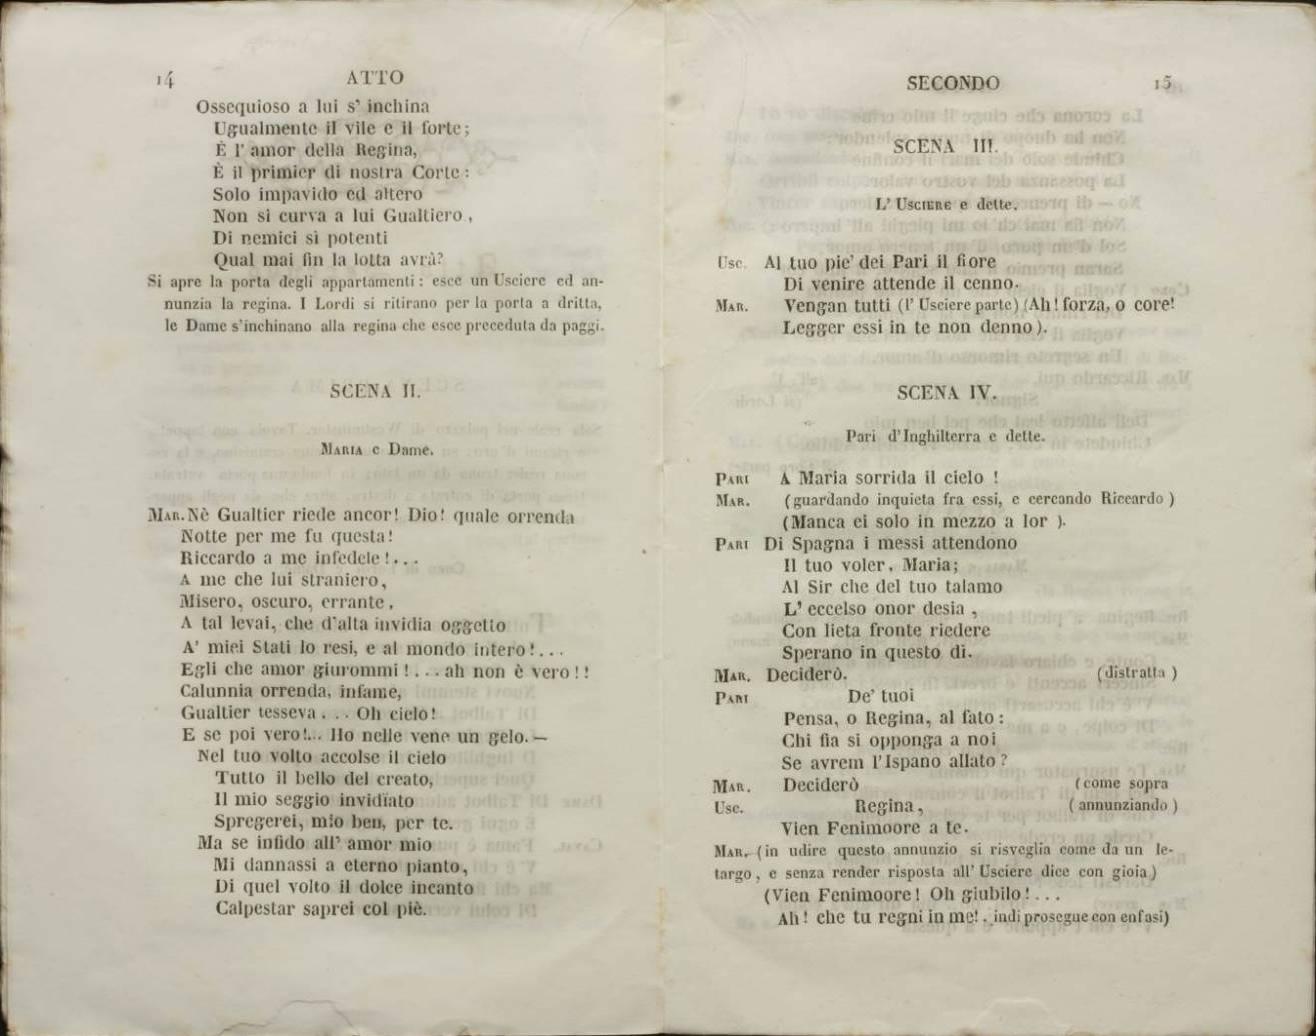 14 ATTO
Ossequioso a lui s' inchina
Ugualmente il vile e il forte;
È l' amor della Regina,
È il primier di nostra Corte:
Solo impavido ed altero
Non si curva a lui Gualtiero,
Di nemici sì potenti
Qual mai fin la lotta avrà?
Si apre la porta degli appartamenti: esce un Usciere ed an-
nunzia la regina. I Lordi si ritirano per la porta a dritta,
le Dame s'inchinano alla regina che esce preceduta da paggi.
SCENA II.
MARIA e Dame.
MAR. Nè Gualtier riede ancor! Dio! quale orrenda
Notte per me fu questa!
Riccardo a me infedele!...
A me che lui straniero,
Misero, oscuro, errante,
A tal levai, che d'alta invidia oggetto
A' miei Stati lo resi, e al mondo intero!...
Egli che amor giurommi!... ah non è vero!!
Calunnia orrenda, infame,
Gualtier tesseva... Oh cielo!
E se poi vero!... Ho nelle vene un gelo. —
Nel tuo volto accolse il cielo
Tutto il bello del creato,
Il mio seggio invidïato
Spregerei, mio ben, per te.
Ma se infido all' amor mio
Mi dannassi a eterno pianto,
Di quel volto il dolce incanto
Calpestar saprei col piè.
SECONDO 15
SCENA III.
L' USCIERE e dette.
Usc. Al tuo pie' dei Pari il fiore
Di venire attende il cenno.
MAR. Vengan tutti (l' Usciere parte) (Ah! forza, o core!
Legger essi in te non denno).
SCENA IV.
Pari d'Inghilterra e dette.
PARI A Maria sorrida il cielo !
MAR. (guardando inquieta fra essi, e cercando Riccardo)
(Manca ei solo in mezzo a lor ).
PARI Di Spagna i messi attendono
Il tuo voler, Maria;
Al Sir che del tuo talamo
L' eccelso onor desia ,
Con lieta fronte riedere
Sperano in questo dì.
MAR. Deciderò. (distratta)
PARI De' tuoi
Pensa, o Regina, al fato:
Chi fia si opponga a noi
Se avrem l'Ispano allato?
MAR. Deciderò (come sopra
Usc. Regina, (annunziando)
Vien Fenimoore a te.
MAR. (in udire questo annunzio si risveglia come da un le-
targo, e senza render risposta all' Usciere dice con gioia)
(Vien Fenimoore! Oh giubilo!...
Ah! che tu regni in me!.. indi prosegue con enfasi)